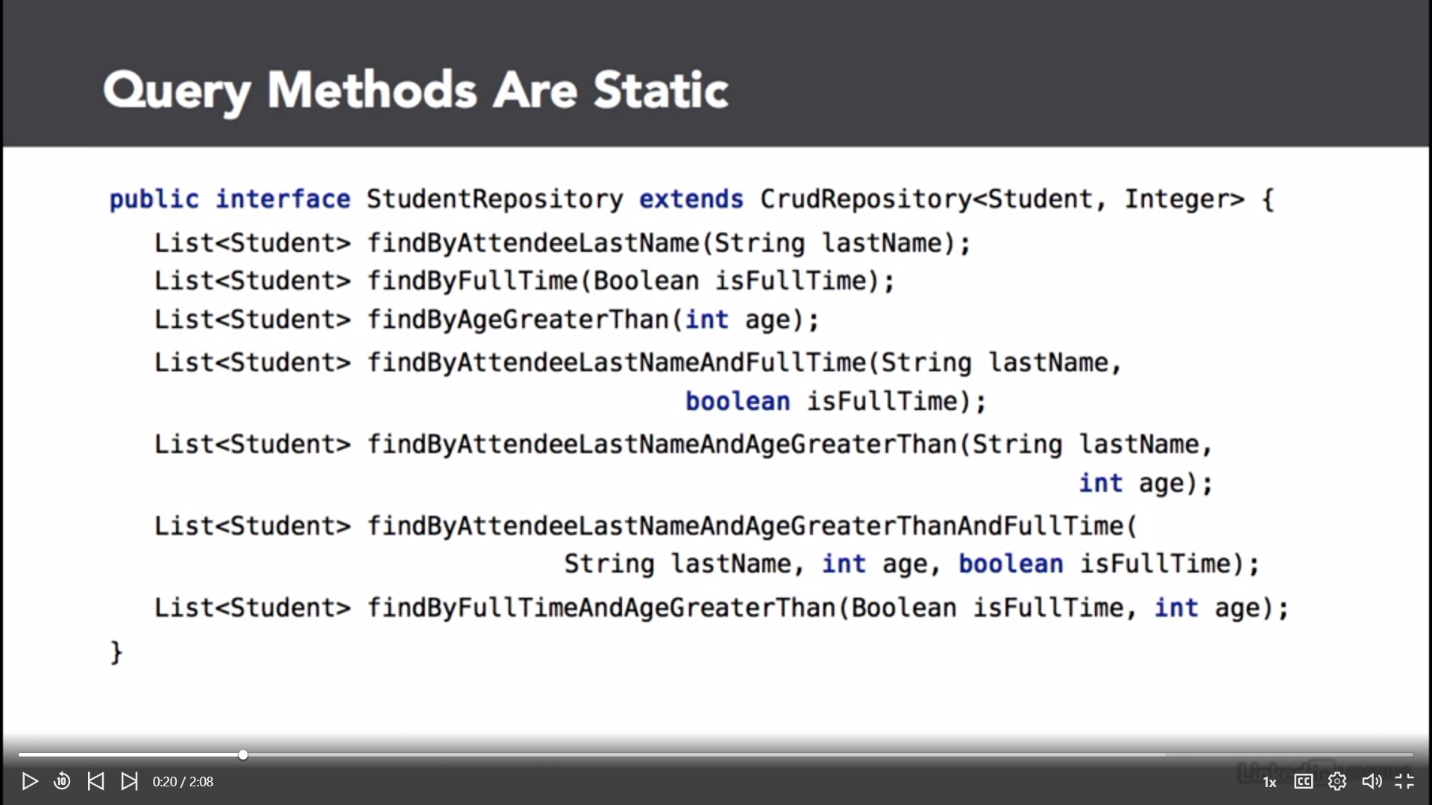 Query Methods Are Static
public interface StudentRepository extends CrudRepository<Student, Integer> {
List<Student> findByAttendeeLastName(String lastName);
List<Student> findByFullTime(Boolean isFullTime);
List<Student> findByAgeGreaterThan(int age);
List<Student> findByAttendeeLastNameAndFullTime(String lastName,
boolean isFullTime);
List<Student> findByAttendeeLastNameAndAgeGreaterThan(String lastName,
int age);
List<Student> findByAttendeeLastNameAndAgeGreaterThanAndFullTime(
String lastName, int age, boolean isFullTime);
List<Student> findByFullTimeAndAgeGreaterThan(Boolean isFullTime, int age);
}
10 0:20 / 2:08 1x CC